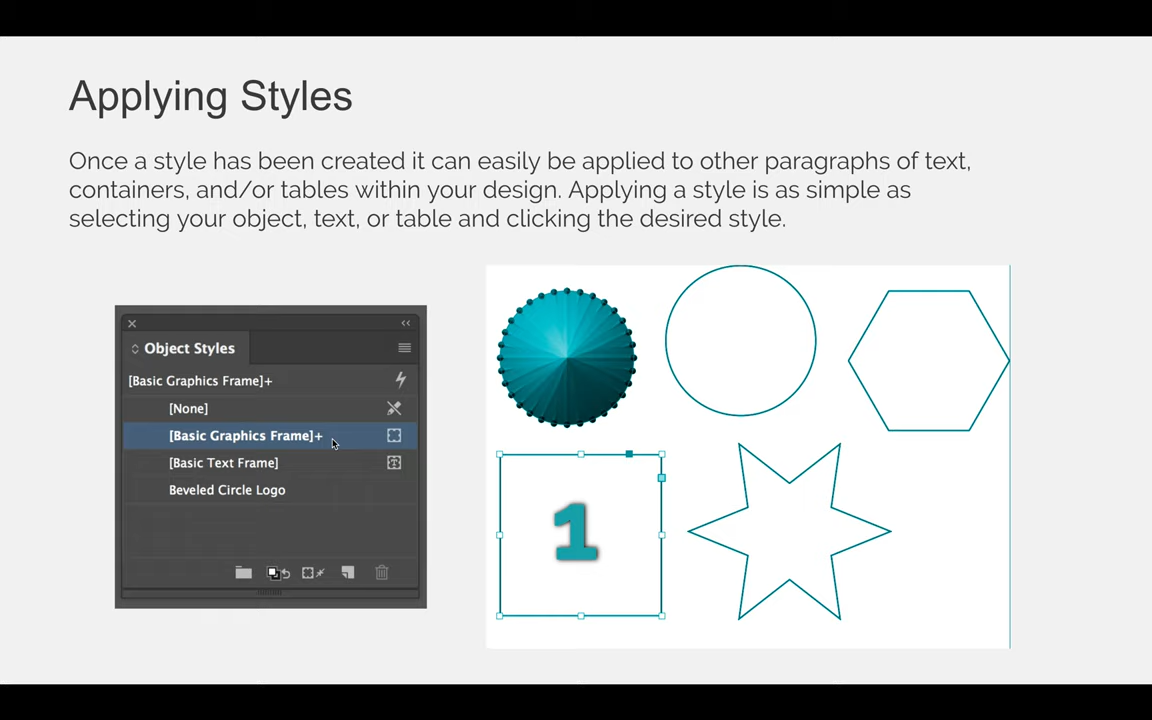 Applying Styles
Once a style has been created it can easily be applied to other paragraphs of text,
containers, and/or tables within your design. Applying a style is as simple as
selecting your object, text, or table and clicking the desired style.
Object Styles
[Basic Graphics Frame]+
[None]
[Basic Graphics Frame]+
[Basic Text Frame]
Beveled Circle Logo
1